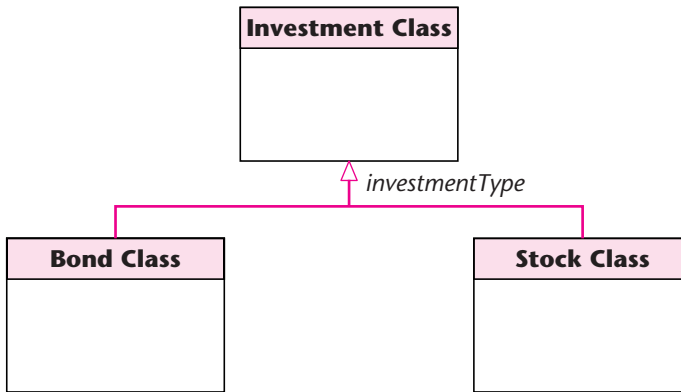 Investment Class
investmentType
Bond Class
Stock Class